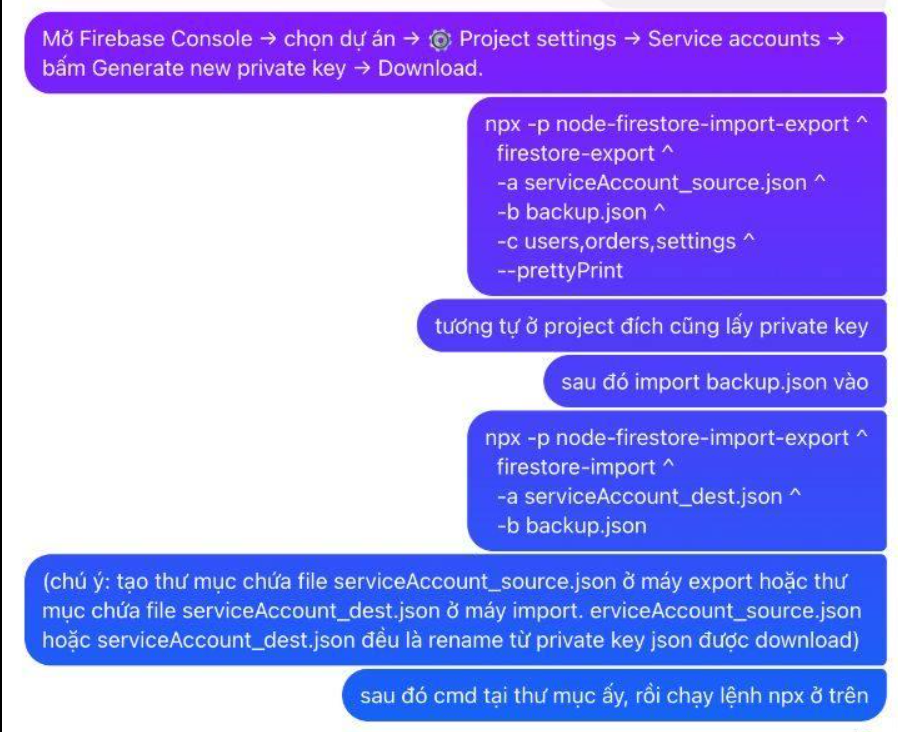 Mở Firebase Console → chọn dự án → ⚙️ Project settings → Service accounts →
bấm Generate new private key → Download.
npx -p node-firestore-import-export ^
firestore-export ^
-a serviceAccount_source.json ^
-b backup.json ^
-c users,orders,settings ^
--prettyPrint
tương tự ở project đích cũng lấy private key
sau đó import backup.json vào
npx -p node-firestore-import-export ^
firestore-import ^
-a serviceAccount_dest.json ^
-b backup.json
(chú ý: tạo thư mục chứa file serviceAccount_source.json ở máy export hoặc thư
mục chứa file serviceAccount_dest.json ở máy import. erviceAccount_source.json
hoặc serviceAccount_dest.json đều là rename từ private key json được download)
sau đó cmd tại thư mục ấy, rồi chạy lệnh npx ở trên